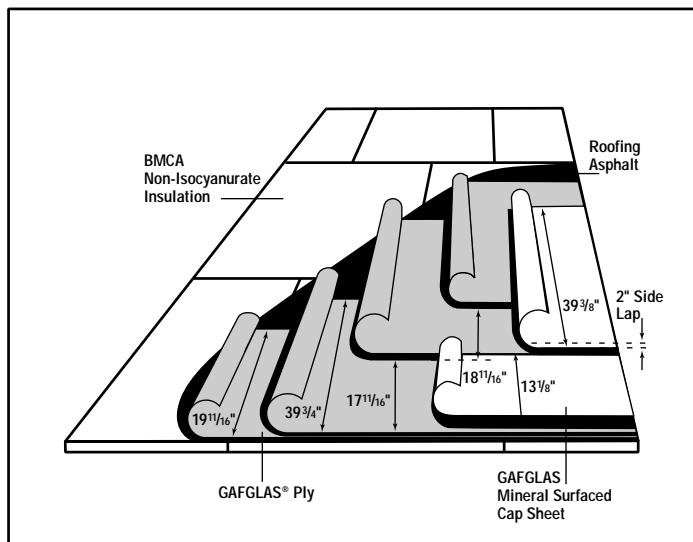 BMCA
Non-Isocyanurate
Insulation
Roofing
Asphalt
2" Side
Lap
39 3/8"
18 11/16"
13 1/8"
17 11/16"
39 3/4"
19 11/16"
GAFGLAS® Ply
GAFGLAS
Mineral Surfaced
Cap Sheet